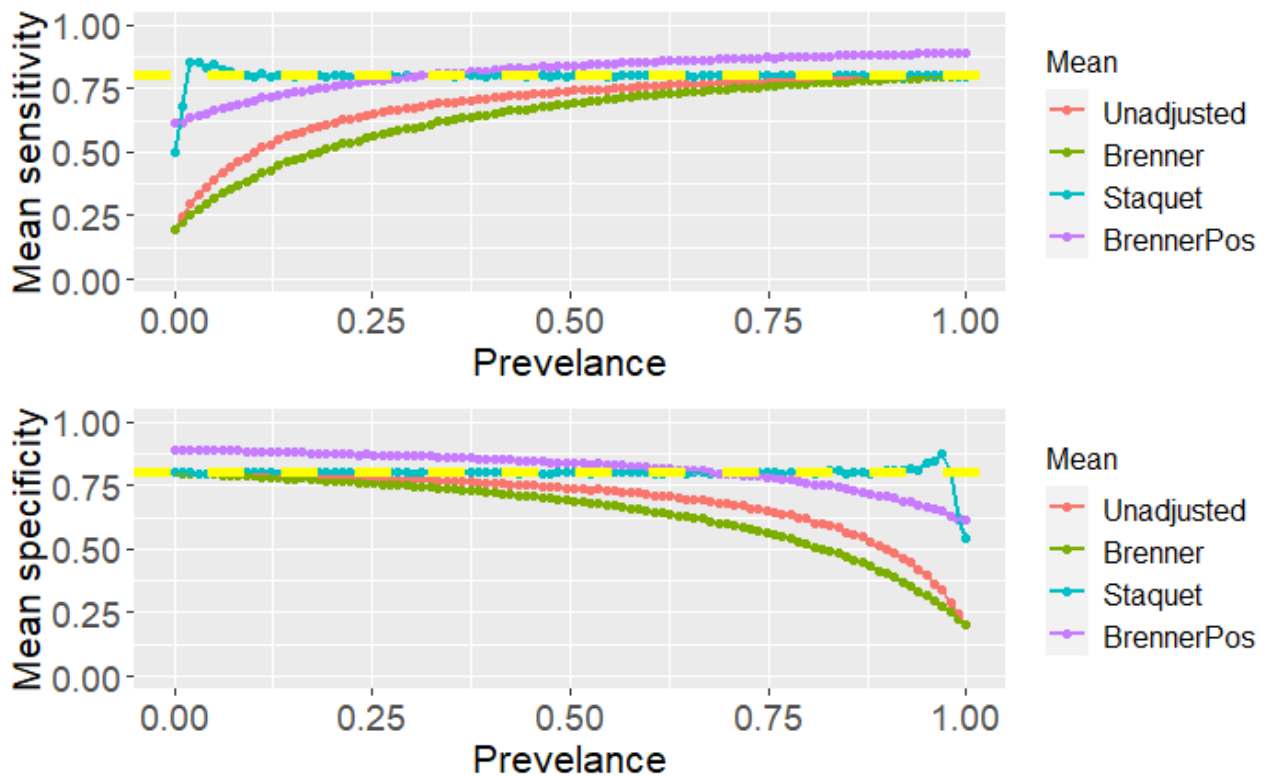 Mean sensitivity
1.00
0.75
0.50
0.25
0.00
0.00 0.25 0.50 0.75 1.00
Prevelance
Mean
Unadjusted
Brenner
Staquet
BrennerPos
Mean specificity
1.00
0.75
0.50
0.25
0.00
0.00 0.25 0.50 0.75 1.00
Prevelance
Mean
Unadjusted
Brenner
Staquet
BrennerPos